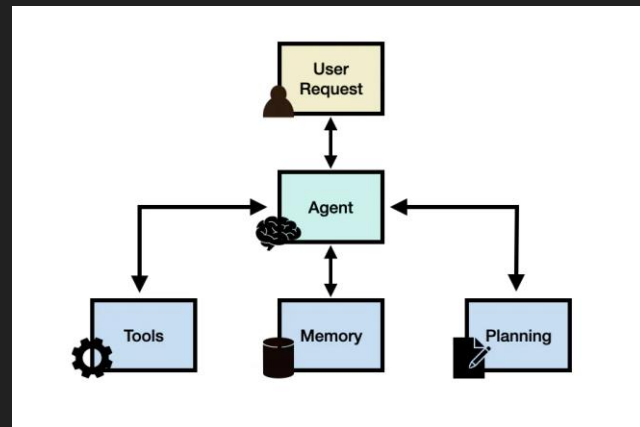 User
Request
Agent
Tools
Memory
Planning